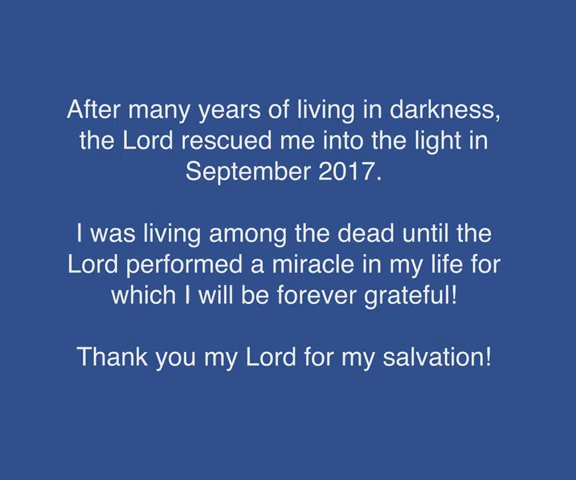 After many years of living in darkness,
the Lord rescued me into the light in
September 2017.
I was living among the dead until the
Lord performed a miracle in my life for
which I will be forever grateful!
Thank you my Lord for my salvation!